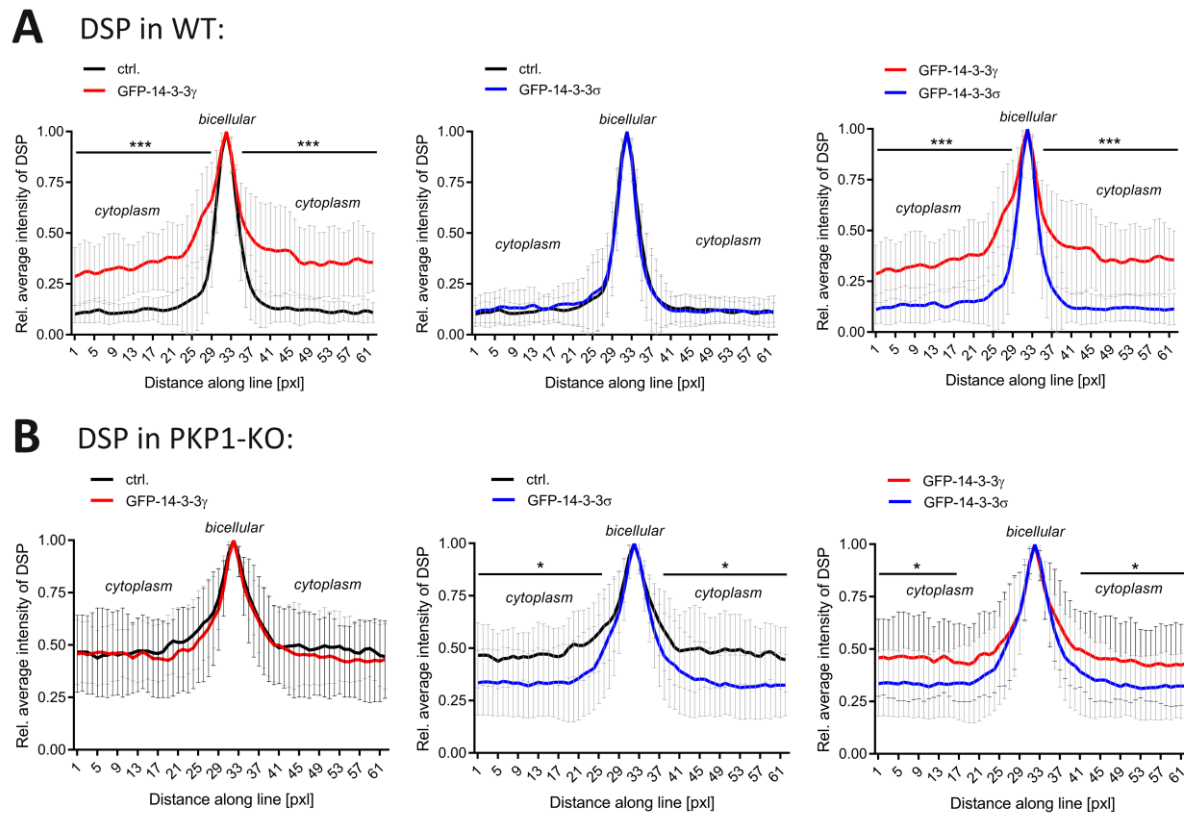 A DSP in WT:
ctrl.
GFP-14-3-3γ
bicellular
***
***
cytoplasm
cytoplasm
Rel. average intensity of DSP
1.00
0.75
0.50
0.25
0.00
1 5 9 13 17 21 25 29 33 37 41 45 49 53 57 61
Distance along line [pxl]
ctrl.
GFP-14-3-3σ
bicellular
cytoplasm
cytoplasm
Rel. average intensity of DSP
1.00
0.75
0.50
0.25
0.00
1 5 9 13 17 21 25 29 33 37 41 45 49 53 57 61
Distance along line [pxl]
GFP-14-3-3γ
GFP-14-3-3σ
bicellular
***
***
cytoplasm
cytoplasm
Rel. average intensity of DSP
1.00
0.75
0.50
0.25
0.00
1 5 9 13 17 21 25 29 33 37 41 45 49 53 57 61
Distance along line [pxl]
B DSP in PKP1-KO:
ctrl.
GFP-14-3-3γ
bicellular
cytoplasm
cytoplasm
Rel. average intensity of DSP
1.00
0.75
0.50
0.25
0.00
1 5 9 13 17 21 25 29 33 37 41 45 49 53 57 61
Distance along line [pxl]
ctrl.
GFP-14-3-3σ
bicellular
*
*
cytoplasm
cytoplasm
Rel. average intensity of DSP
1.00
0.75
0.50
0.25
0.00
1 5 9 13 17 21 25 29 33 37 41 45 49 53 57 61
Distance along line [pxl]
GFP-14-3-3γ
GFP-14-3-3σ
bicellular
*
*
cytoplasm
cytoplasm
Rel. average intensity of DSP
1.00
0.75
0.50
0.25
0.00
1 5 9 13 17 21 25 29 33 37 41 45 49 53 57 61
Distance along line [pxl]